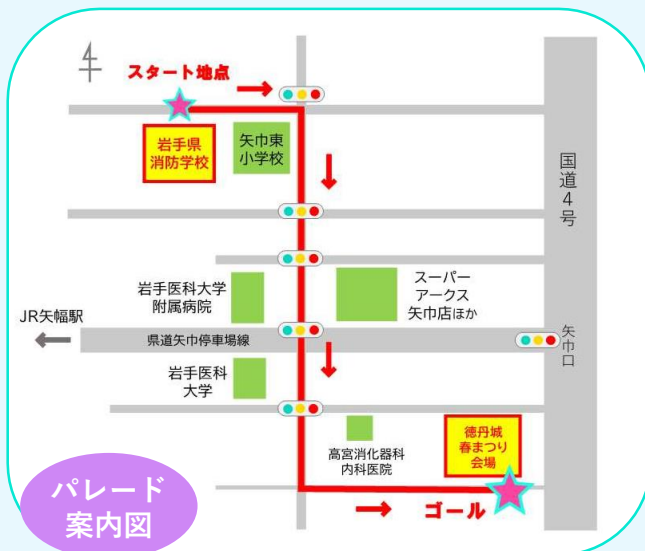 スタート地点
岩手県
消防学校
矢巾東
小学校
国道4号
岩手医科大学
附属病院
スーパー
アークス
矢巾店ほか
JR矢幅駅
県道矢巾停車場線
矢巾口
岩手医科
大学
高宮消化器科
内科医院
徳丹城
春まつり
会場
パレード
案内図
ゴール